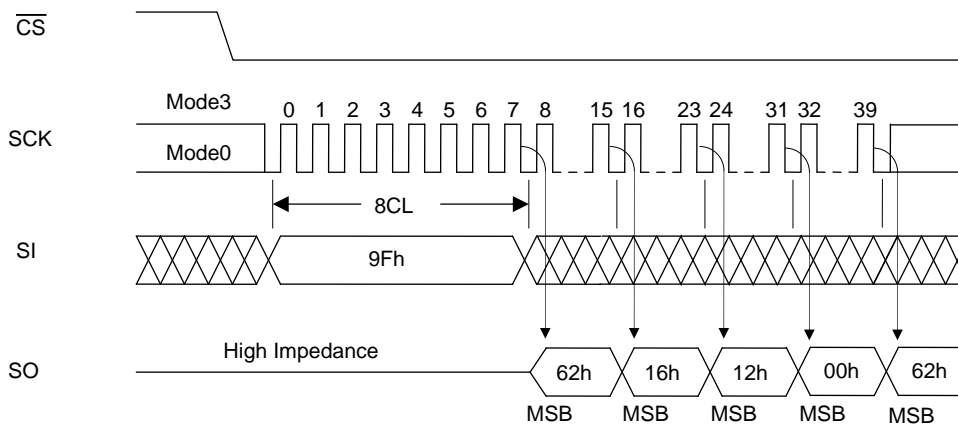 CS
Mode3
0 1 2 3 4 5 6 7 8 15 16 23 24 31 32 39
SCK
Mode0
8CL
SI
9Fh
High Impedance
SO
62h 16h 12h 00h 62h
MSB MSB MSB MSB MSB